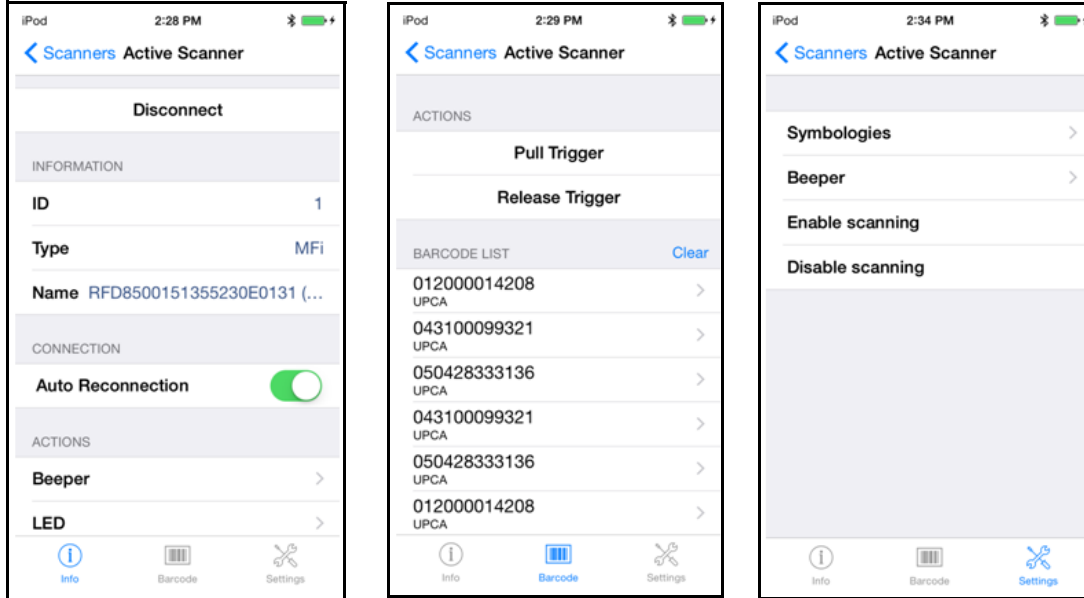 iPod 2:28 PM
Scanners Active Scanner
Disconnect
INFORMATION
ID 1
Type MFi
Name RFD8500151355230E0131 (...
CONNECTION
Auto Reconnection
ACTIONS
Beeper
LED
Info Barcode Settings
iPod 2:29 PM
Scanners Active Scanner
ACTIONS
Pull Trigger
Release Trigger
BARCODE LIST Clear
012000014208
UPCA
043100099321
UPCA
050428333136
UPCA
043100099321
UPCA
050428333136
UPCA
012000014208
UPCA
Info Barcode Settings
iPod 2:34 PM
Scanners Active Scanner
Symbologies
Beeper
Enable scanning
Disable scanning
Info Barcode Settings